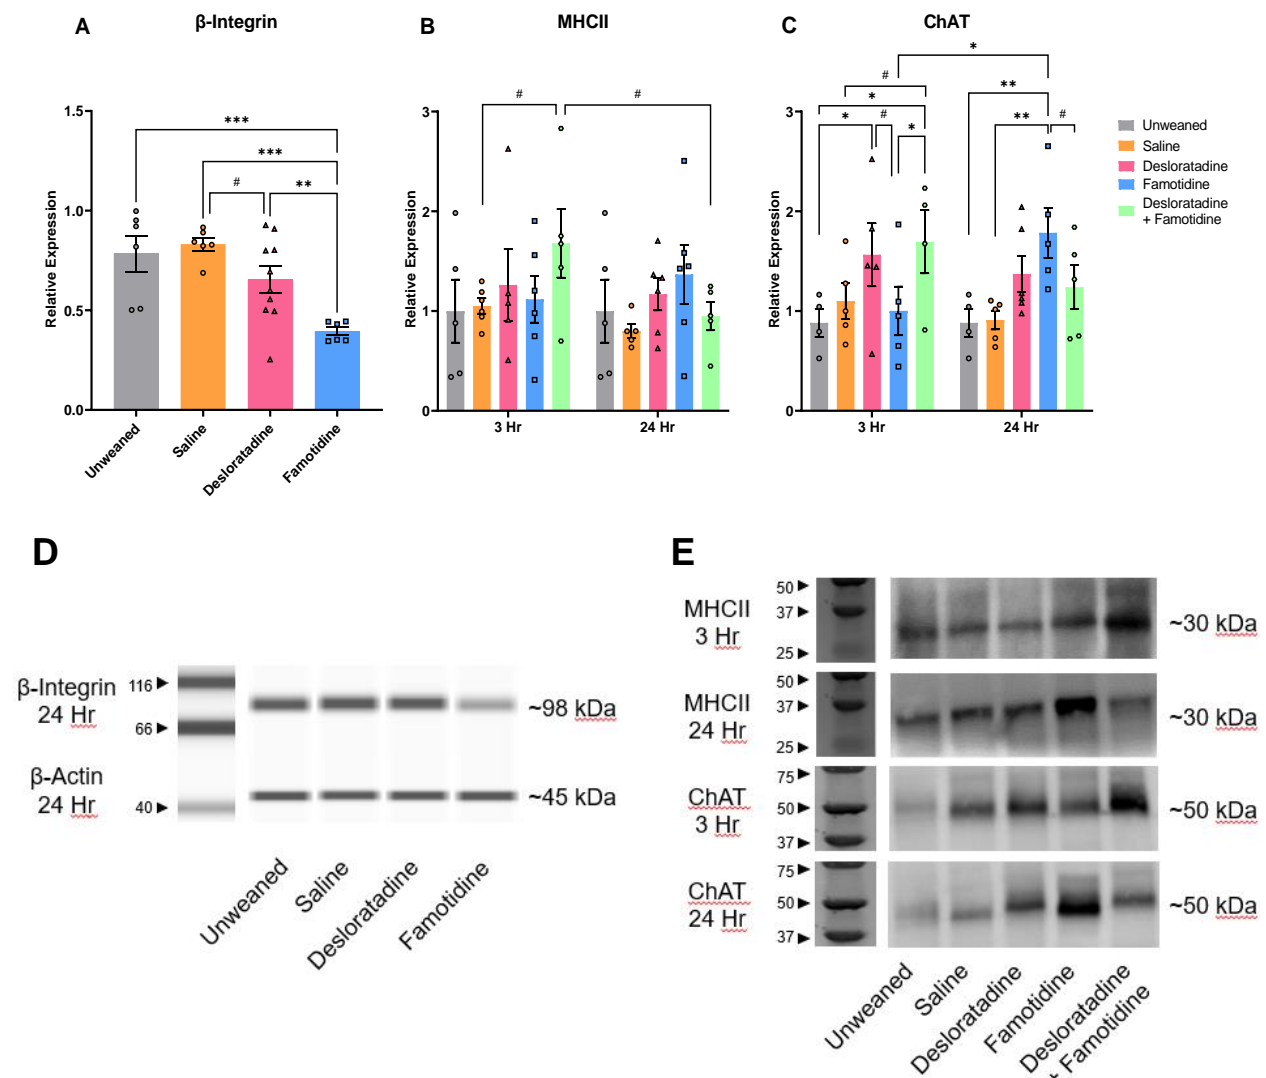 A
β-Integrin
Relative Expression
1.5
1.0
0.5
0.0
***
***
#
**
Unweaned
Saline
Desloratadine
Famotidine
B
MHCII
Relative Expression
3
2
1
0
#
#
3 Hr
24 Hr
C
ChAT
Relative Expression
3
2
1
0
*
#
*
*
#
*
**
**
#
3 Hr
24 Hr
Unweaned
Saline
Desloratadine
Famotidine
Desloratadine
+ Famotidine
D
β-Integrin
24 Hr
116
66
~98 kDa
β-Actin
24 Hr
40
~45 kDa
Unweaned
Saline
Desloratadine
Famotidine
E
MHCII
3 Hr
50
37
25
~30 kDa
MHCII
24 Hr
50
37
25
~30 kDa
ChAT
3 Hr
75
50
37
~50 kDa
ChAT
24 Hr
75
50
37
~50 kDa
Unweaned
Saline
Desloratadine
Famotidine
Desloratadine
+ Famotidine